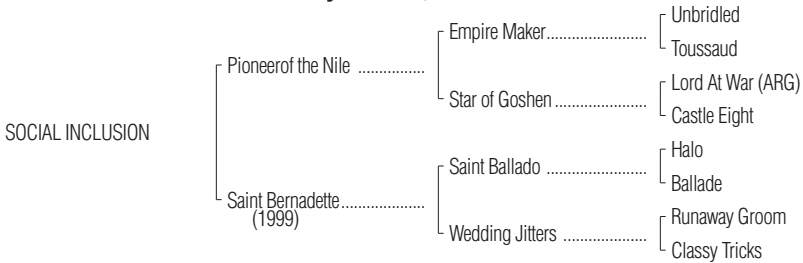 Unbridled
Empire Maker......................
Toussaud
Pioneerof the Nile ................
Lord At War (ARG)
Star of Goshen.....................
Castle Eight
SOCIAL INCLUSION
Halo
Saint Ballado ......................
Ballade
Saint Bernadette....................
(1999)
Runaway Groom
Wedding Jitters ...................
Classy Tricks